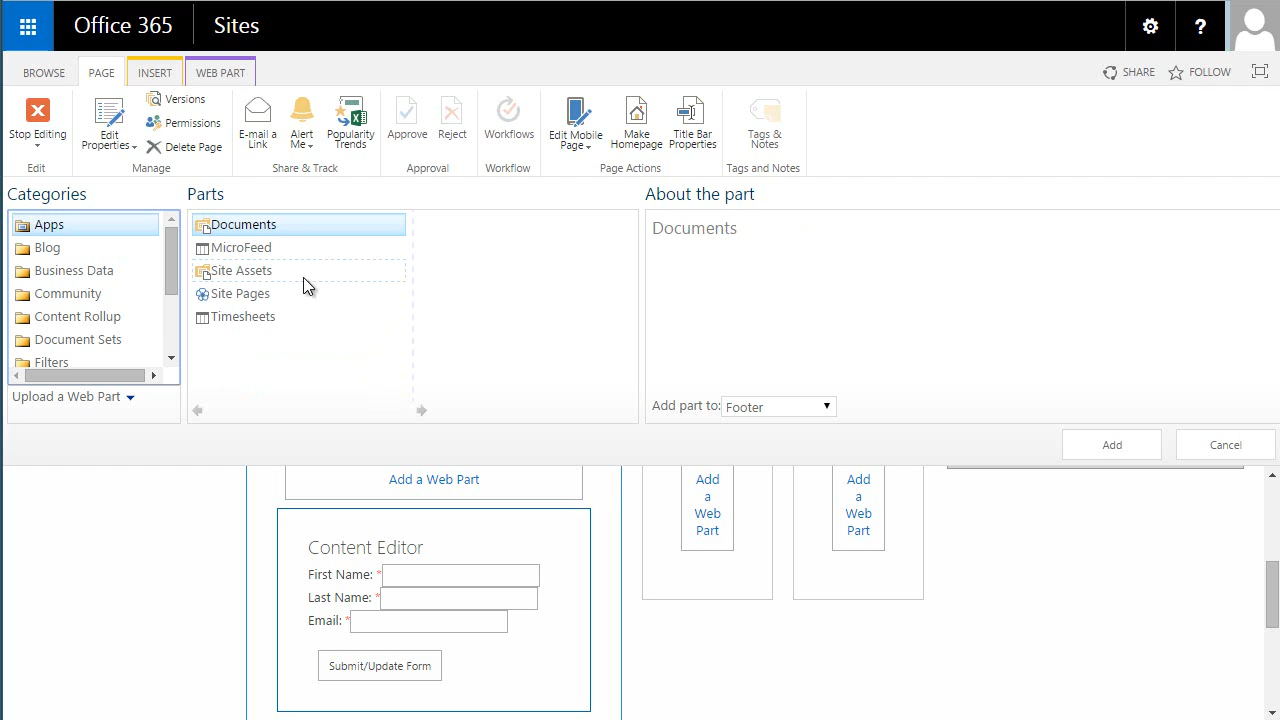 Office 365 Sites ?
BROWSE PAGE INSERT WEB PART SHARE FOLLOW
Stop Editing
Edit
Edit Properties
Versions
Permissions
Delete Page
Manage
E-mail a Link
Alert Me
Popularity Trends
Share & Track
Approve
Reject
Approval
Workflows
Workflow
Edit Mobile Page
Make Homepage
Title Bar Properties
Page Actions
Tags & Notes
Tags and Notes
Categories
Apps
Blog
Business Data
Community
Content Rollup
Document Sets
Filters
Upload a Web Part
Parts
Documents
MicroFeed
Site Assets
Site Pages
Timesheets
About the part
Documents
Add part to: Footer
Add Cancel
Add a Web Part
Add
a
Web
Part
Add
a
Web
Part
Content Editor
First Name: *
Last Name: *
Email: *
Submit/Update Form